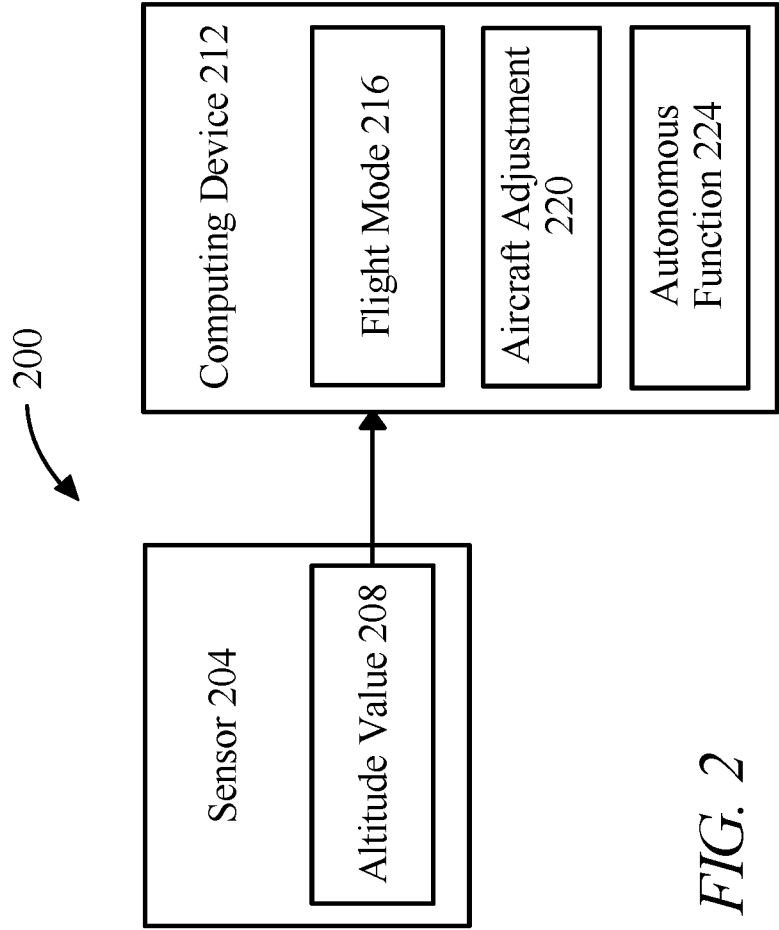 200
Sensor 204
Altitude Value 208
Computing Device 212
Flight Mode 216
Aircraft Adjustment
220
Autonomous
Function 224
FIG. 2